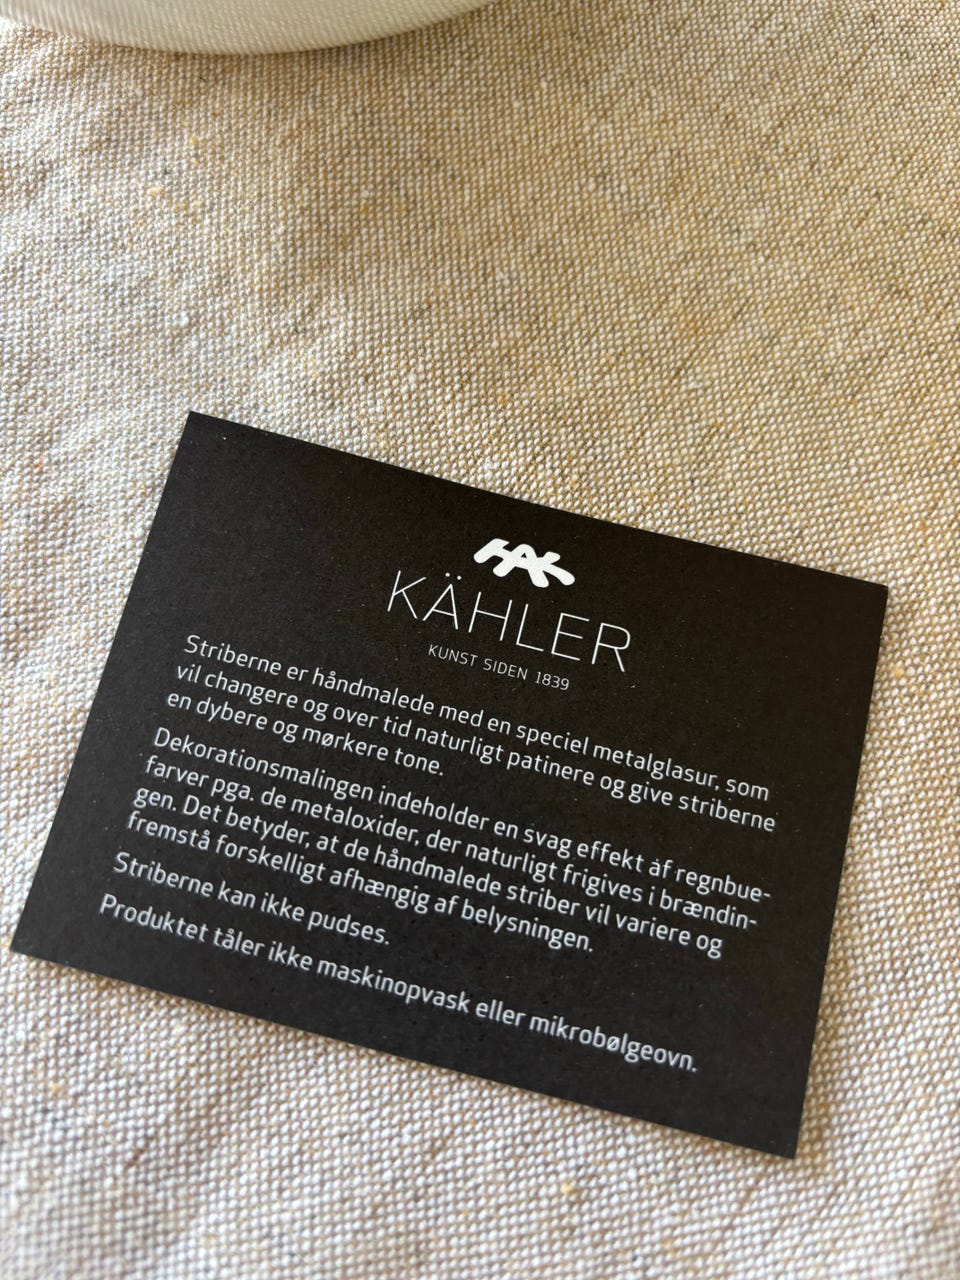 HAK
KÄHLER
KUNST SIDEN 1839
Striberne er håndmalede med en speciel metalglasur, som
vil changere og over tid naturligt patinere og give striberne
en dybere og mørkere tone.
Dekorationsmalingen indeholder en svag effekt af regnbue-
farver pga. de metaloxider, der naturligt frigives i brændin-
gen. Det betyder, at de håndmalede striber vil variere og
fremstå forskelligt afhængig af belysningen.
Striberne kan ikke pudses.
Produktet tåler ikke maskinopvask eller mikrobølgeovn.